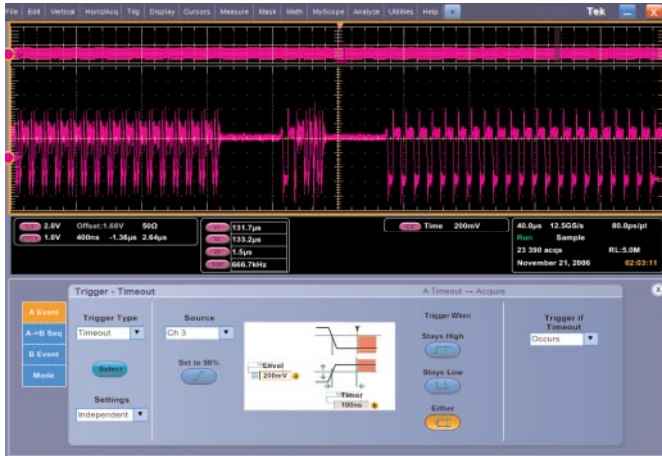 File Edit Vertical Horiz/Acq Trig Display Cursors Measure Mask Math MyScope Analyze Utilities Help Tek X
2.0V Offset:1.60V 50Ω
1.0V 400ns -1.36µs 2.64µs
131.7µs
133.2µs
1.5µs
666.7kHz
Time 200mV
40.0µs 12.5GS/s 80.0ps/pt
Run Sample
23 390 acqs RL:5.0M
November 21, 2006 02:03:11
Trigger - Timeout A Timeout → Acquire X
A Event
A->B Seq
B Event
Mode
Trigger Type
Timeout
Select
Settings
Independent
Source
Ch 3
Set to 50%
Level
200mV
Timer
100ns
Trigger When
Stays High
Stays Low
Either
Trigger if
Timeout
Occurs